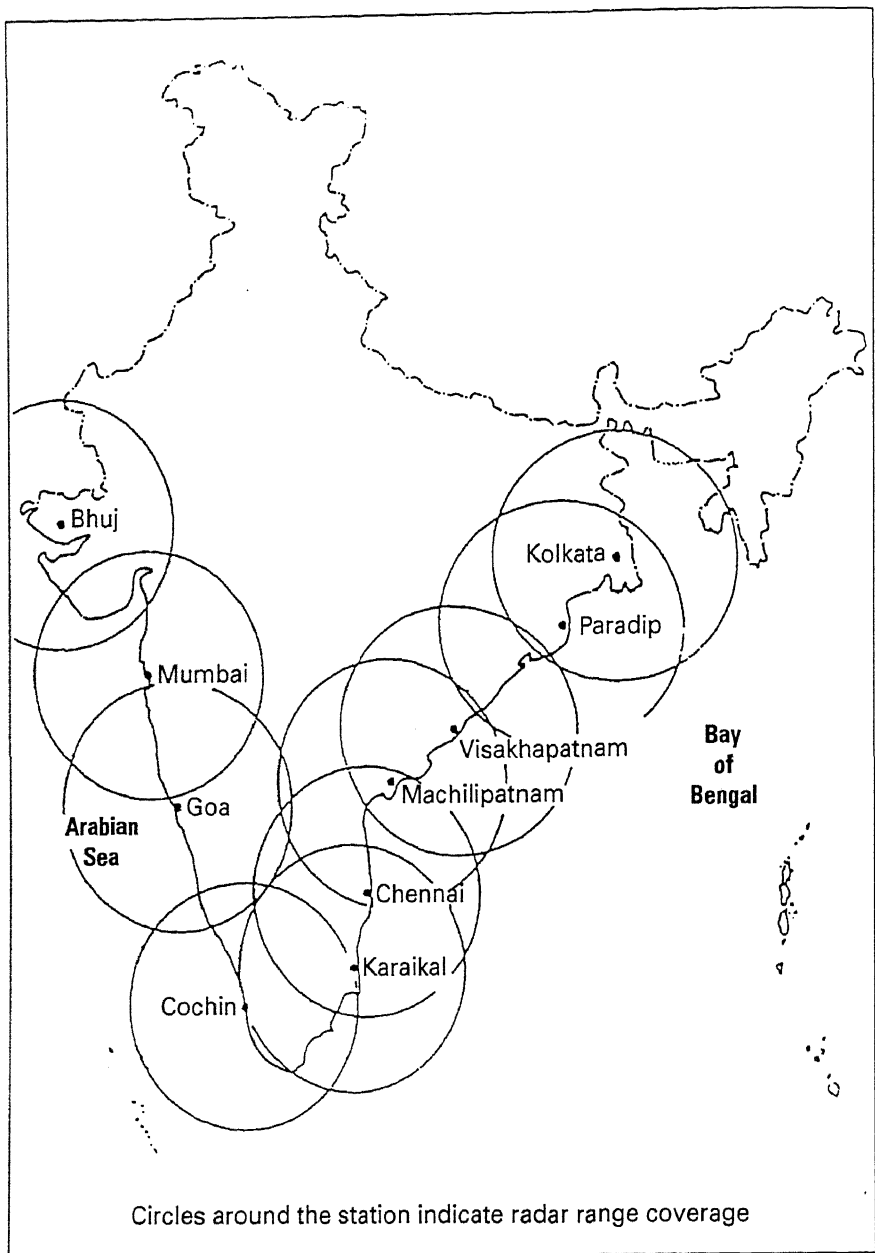 Bhuj
Kolkata
Paradip
Mumbai
Visakhapatnam
Bay
of
Bengal
Machilipatnam
Goa
Arabian
Sea
Chennai
Karaikal
Cochin
Circles around the station indicate radar range coverage